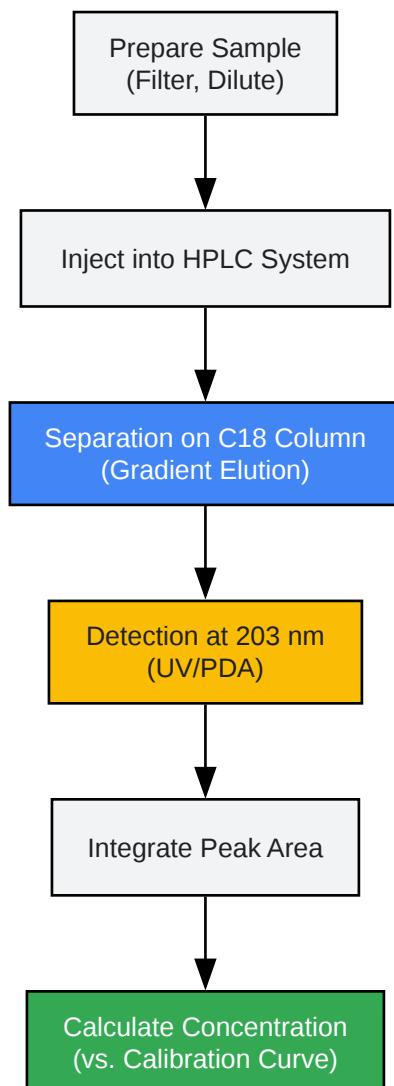 Prepare Sample
(Filter, Dilute)
Inject into HPLC System
Separation on C18 Column
(Gradient Elution)
Detection at 203 nm
(UV/PDA)
Integrate Peak Area
Calculate Concentration
(vs. Calibration Curve)